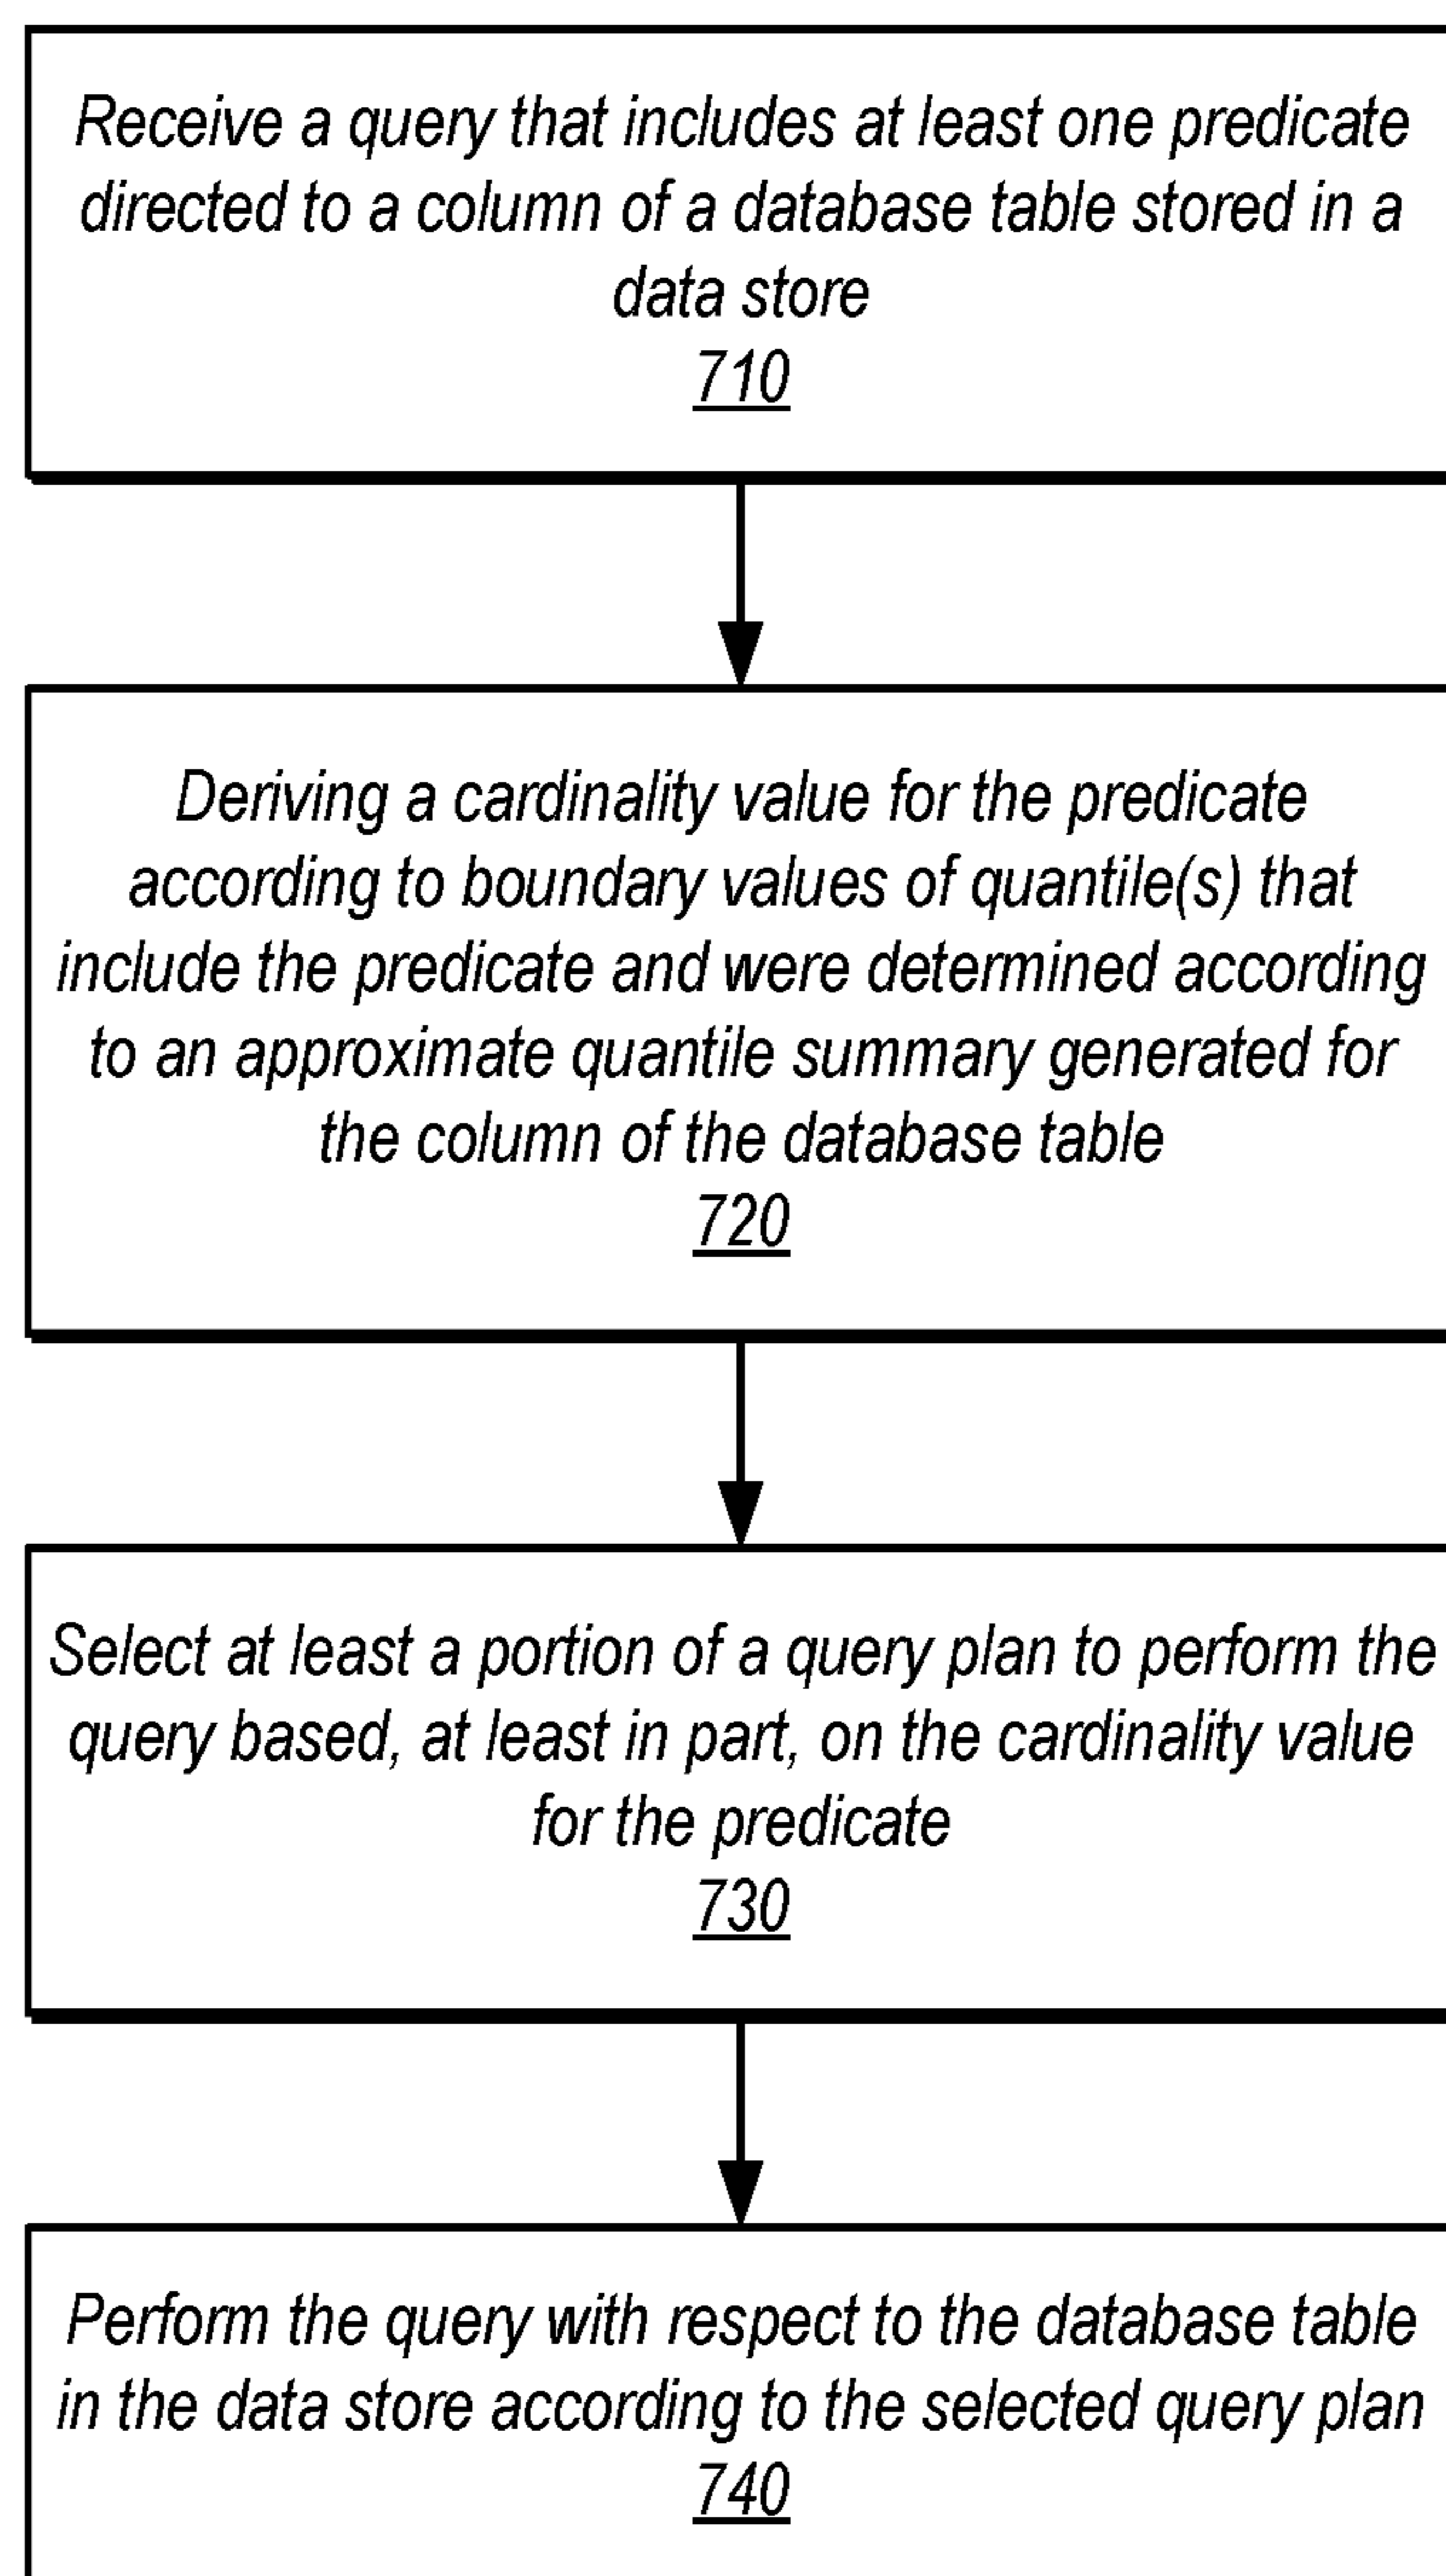 Receive a query that includes at least one predicate
directed to a column of a database table stored in a
data store
710
Deriving a cardinality value for the predicate
according to boundary values of quantile(s) that
include the predicate and were determined according
to an approximate quantile summary generated for
the column of the database table
720
Select at least a portion of a query plan to perform the
query based, at least in part, on the cardinality value
for the predicate
730
Perform the query with respect to the database table
in the data store according to the selected query plan
740